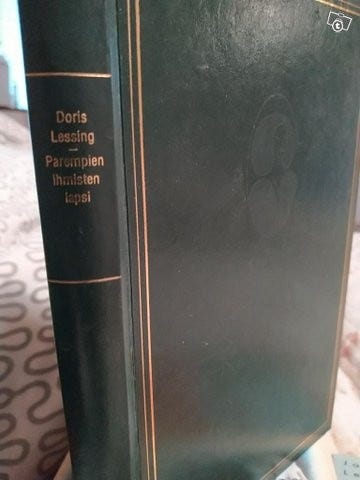 Doris
Lessing
—
Parempien
ihmisten
lapsi